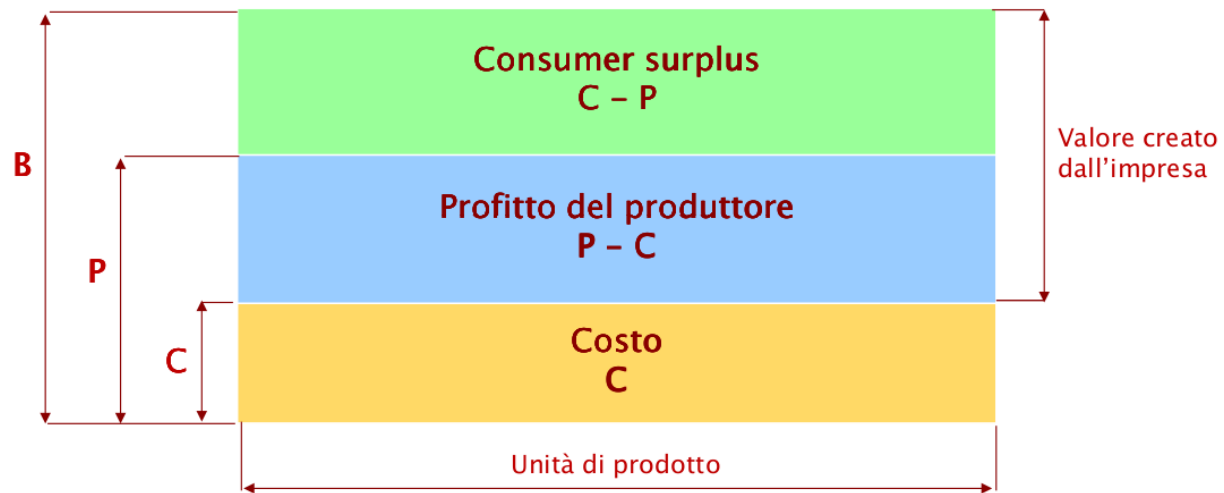 Consumer surplus
C – P
B
Valore creato
dall'impresa
Profitto del produttore
P – C
P
Costo
C
C
Unità di prodotto